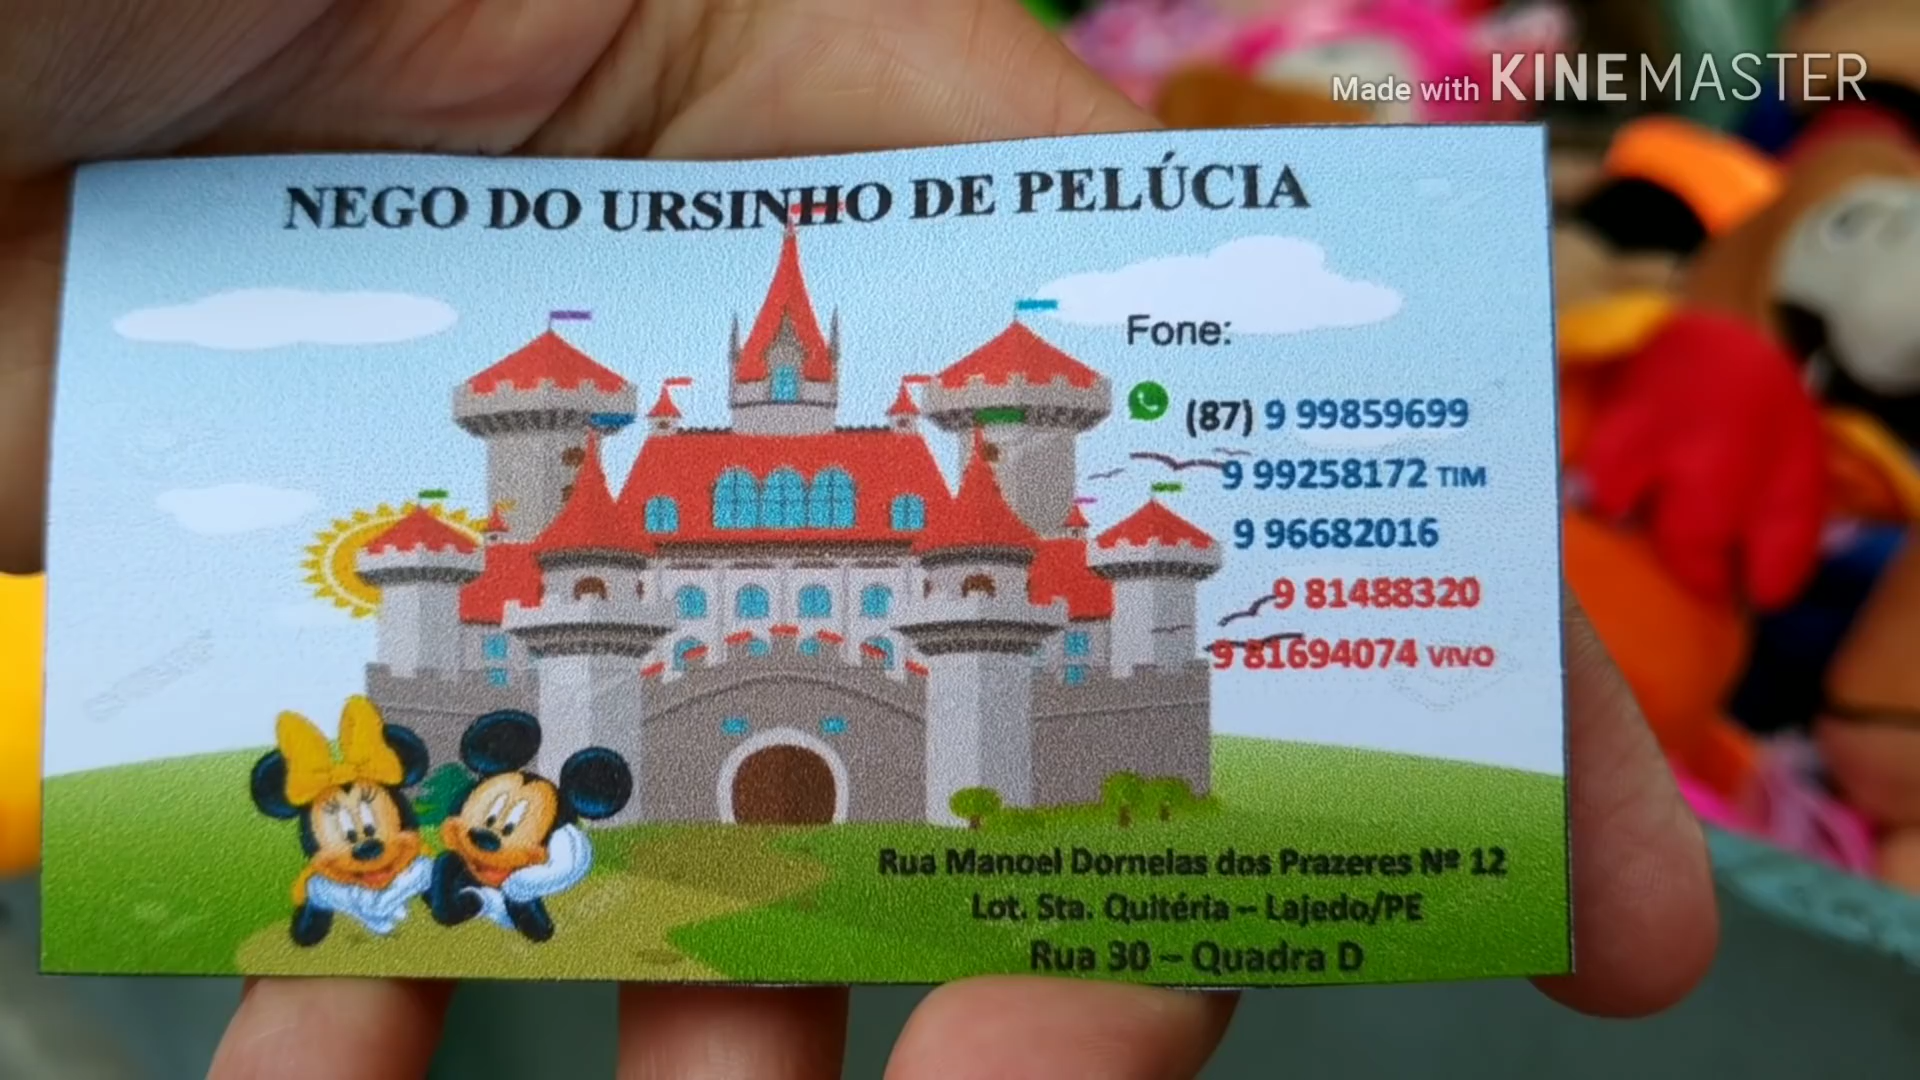 Made with KINEMASTER
NEGO DO URSINHO DE PELÚCIA
Fone:
(87) 9 99859699
9 99258172 TIM
9 96682016
9 81488320
9 81694074 VIVO
Rua Manoel Dornelas dos Prazeres Nº 12
Lot. Sta. Quitéria – Lajedo/PE
Rua 30 – Quadra D